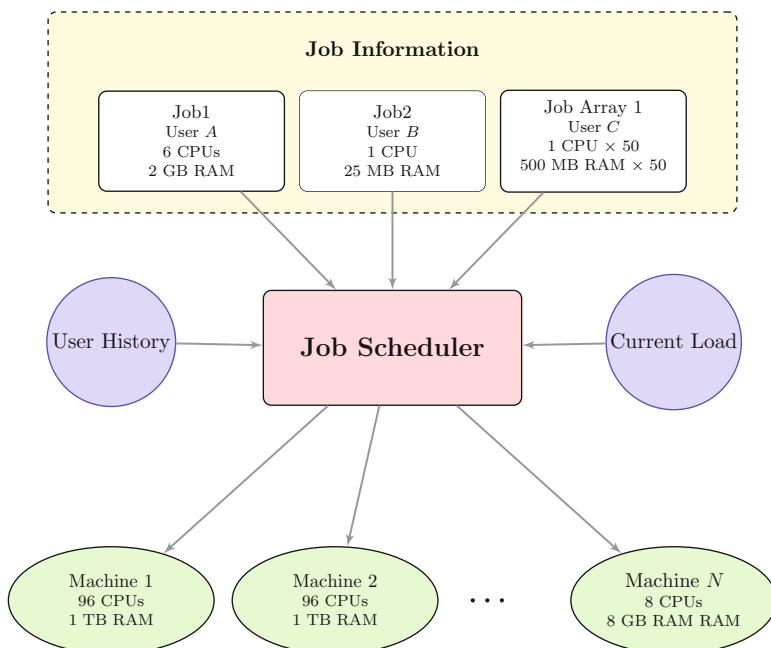 Job Information
Job1
User A
6 CPUs
2 GB RAM
Job2
User B
1 CPU
25 MB RAM
Job Array 1
User C
1 CPU × 50
500 MB RAM × 50
User History
Job Scheduler
Current Load
Machine 1
96 CPUs
1 TB RAM
Machine 2
96 CPUs
1 TB RAM
...
Machine N
8 CPUs
8 GB RAM RAM